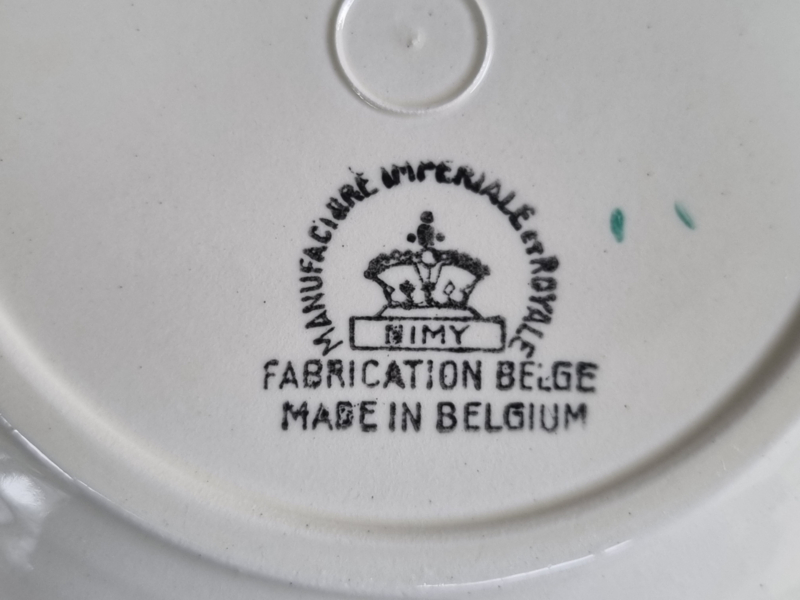 MANUFACTURE IMPERIALE ET ROYALE
NIMY
FABRICATION BELGE
MADE IN BELGIUM